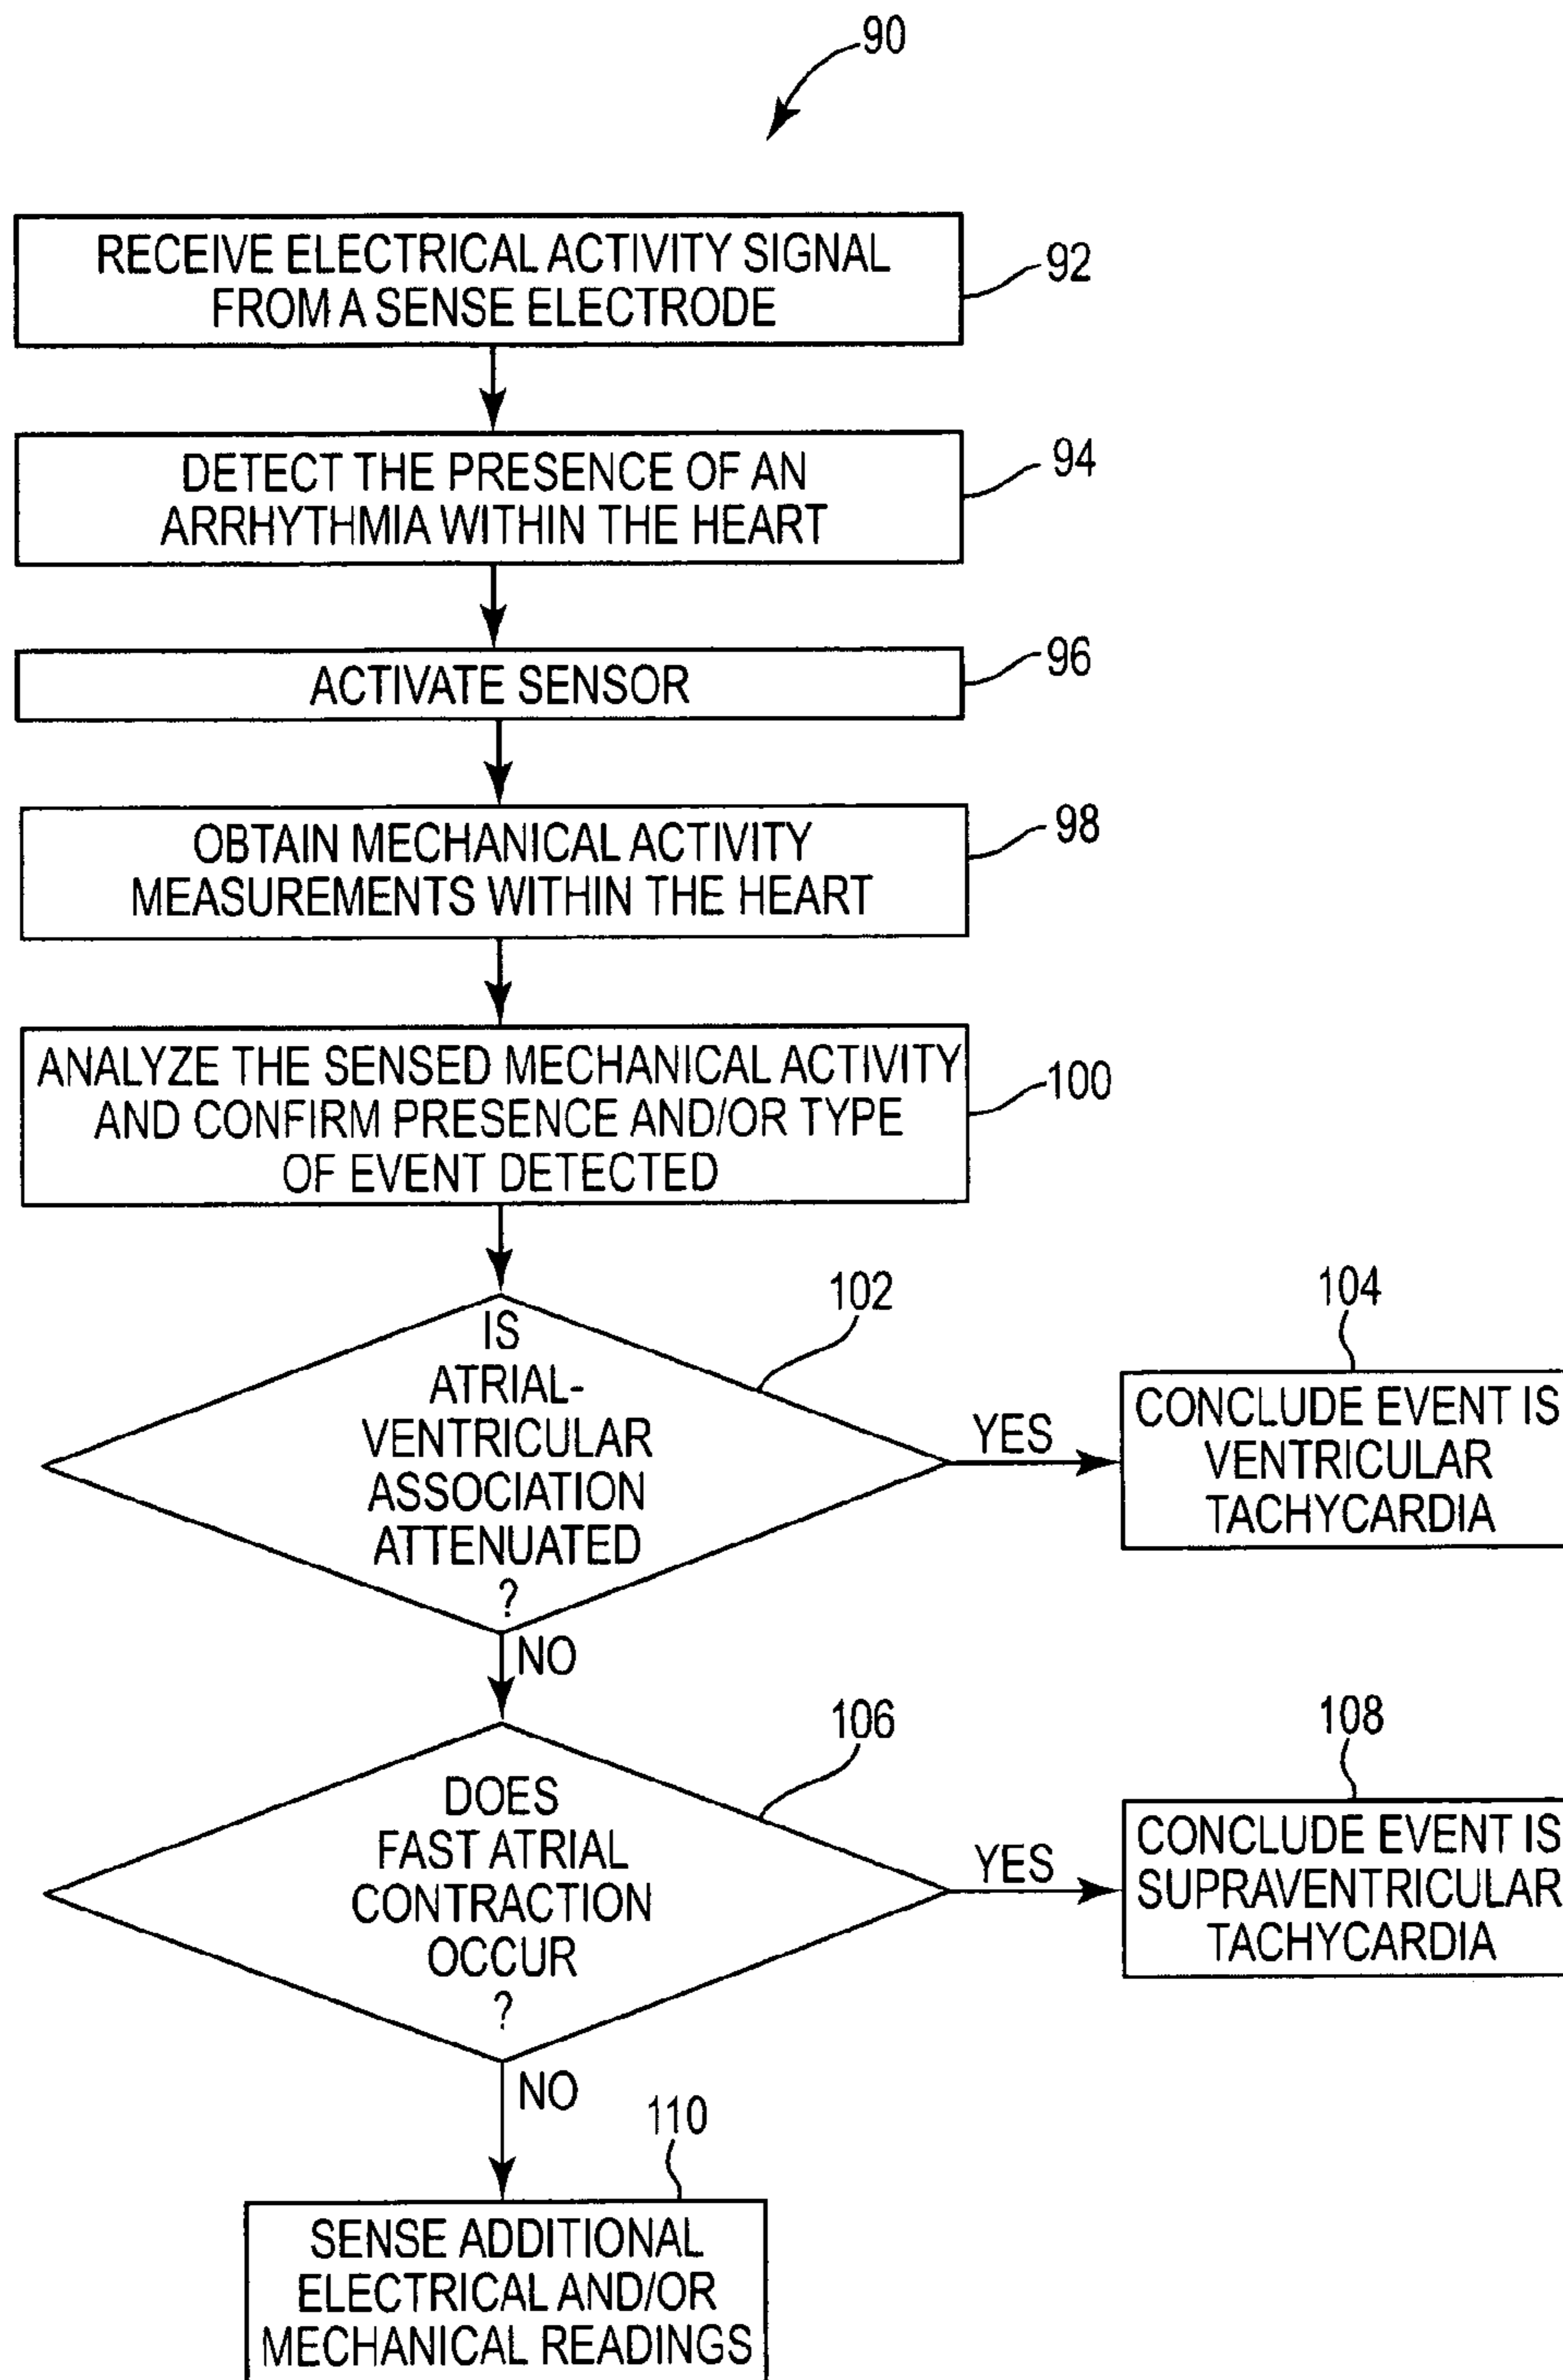 90
RECEIVE ELECTRICAL ACTIVITY SIGNAL
FROM A SENSE ELECTRODE
92
DETECT THE PRESENCE OF AN
ARRHYTHMIA WITHIN THE HEART
94
ACTIVATE SENSOR
96
OBTAIN MECHANICAL ACTIVITY
MEASUREMENTS WITHIN THE HEART
98
ANALYZE THE SENSED MECHANICAL ACTIVITY
AND CONFIRM PRESENCE AND/OR TYPE
OF EVENT DETECTED
100
IS
ATRIAL-
VENTRICULAR
ASSOCIATION
ATTENUATED
?
102
YES
104
CONCLUDE EVENT IS
VENTRICULAR
TACHYCARDIA
NO
DOES
FAST ATRIAL
CONTRACTION
OCCUR
?
106
YES
108
CONCLUDE EVENT IS
SUPRAVENTRICULAR
TACHYCARDIA
NO
110
SENSE ADDITIONAL
ELECTRICAL AND/OR
MECHANICAL READINGS